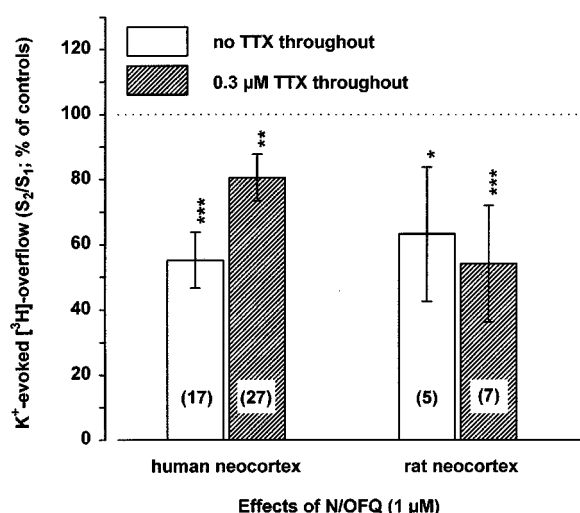 K⁺-evoked [³H]-overflow (S₂/S₁; % of controls)
120
100
80
60
40
20
0
no TTX throughout
0.3 µM TTX throughout
***
**
*
***
(17)
(27)
(5)
(7)
human neocortex
rat neocortex
Effects of N/OFQ (1 µM)